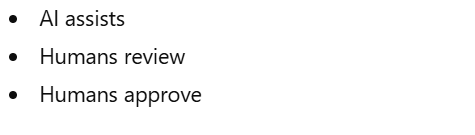 • AI assists
• Humans review
• Humans approve